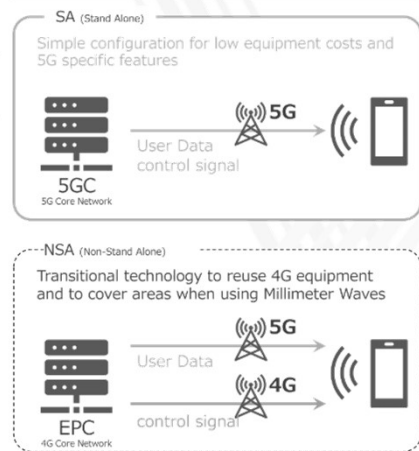 SA (Stand Alone)
Simple configuration for low equipment costs and
5G specific features
5G
User Data
control signal
5GC
5G Core Network
NSA (Non-Stand Alone)
Transitional technology to reuse 4G equipment
and to cover areas when using Millimeter Waves
5G
User Data
4G
control signal
EPC
4G Core Network